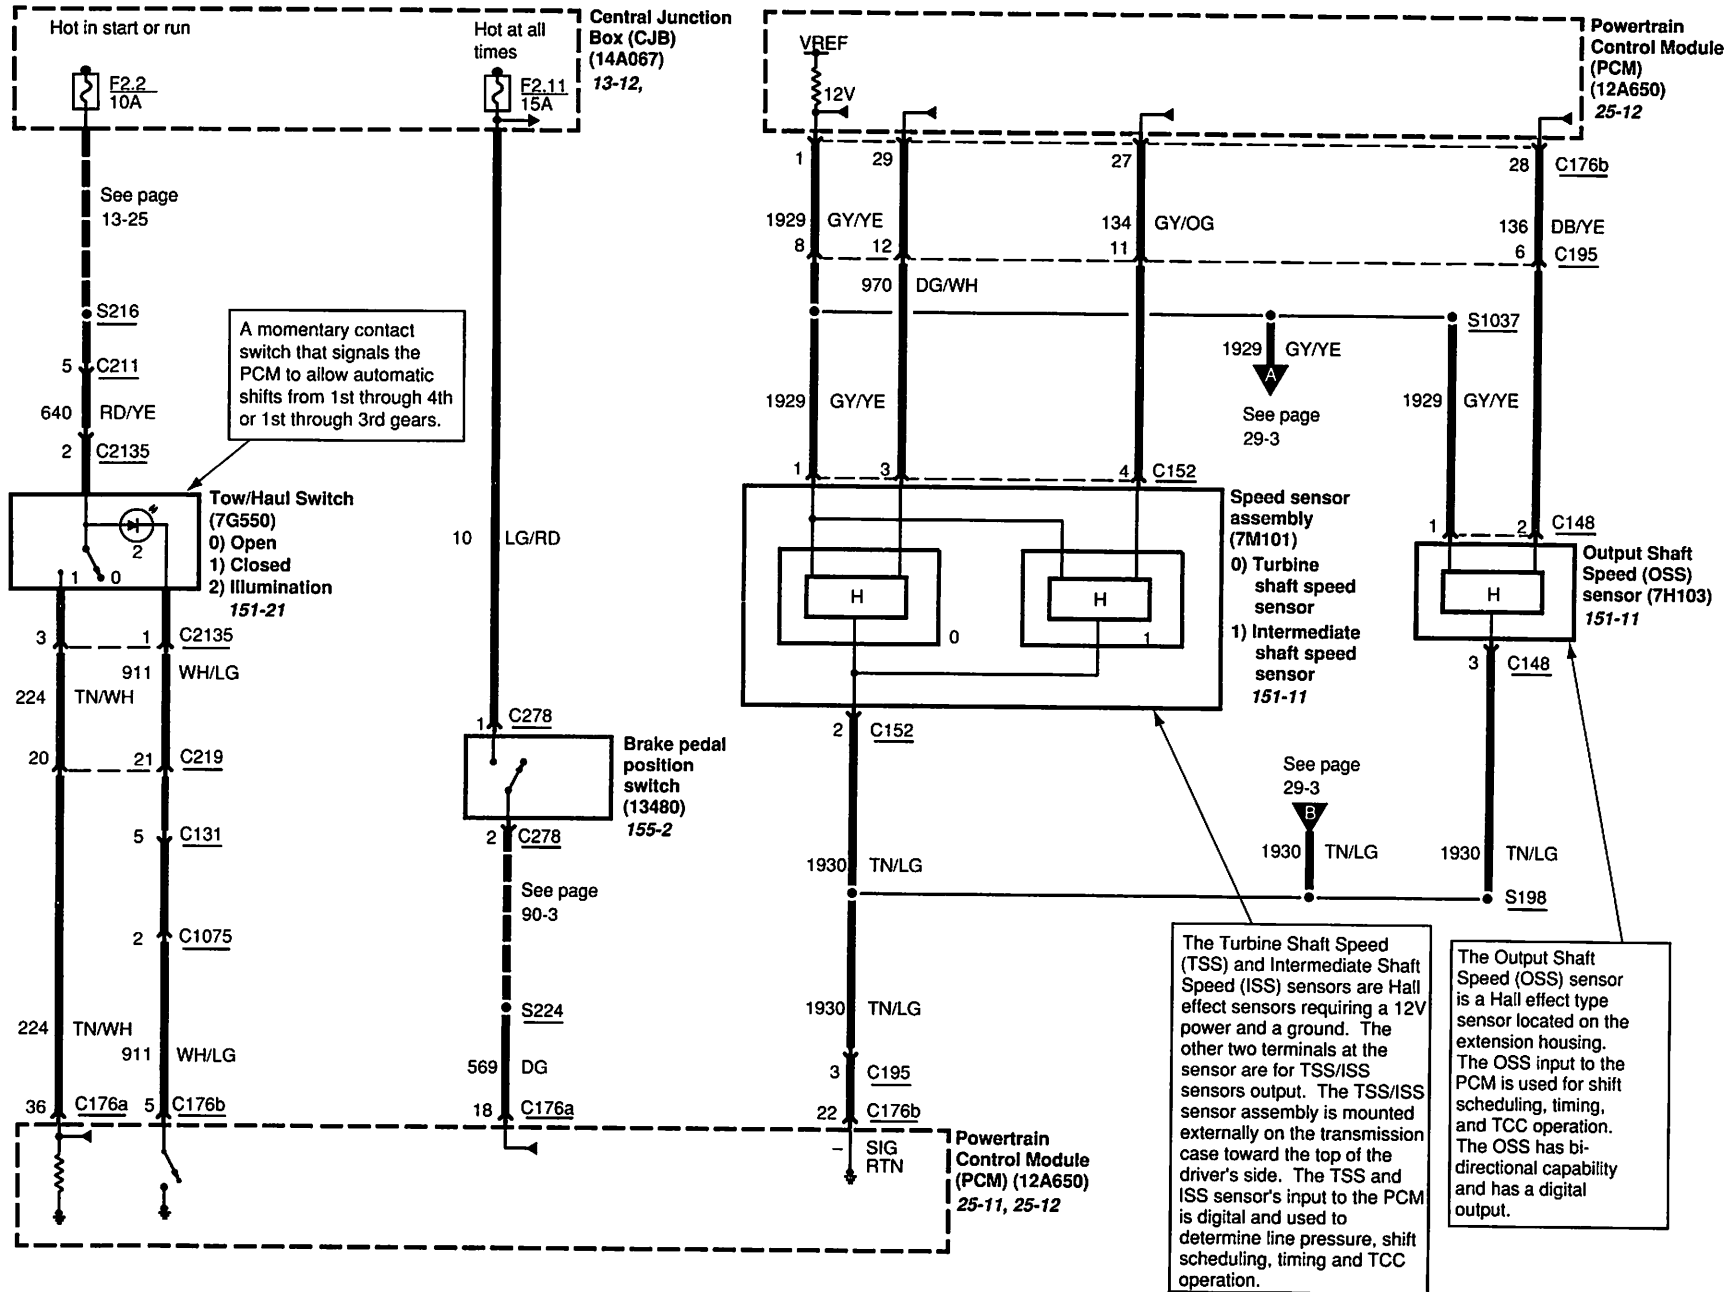 Hot in start or run
Hot at all
times
F2.2
10A
F2.11
15A
Central Junction
Box (CJB)
(14A067)
13-12,
See page
13-25
S216
5 C211
640 RD/YE
2 C2135
A momentary contact
switch that signals the
PCM to allow automatic
shifts from 1st through 4th
or 1st through 3rd gears.
2
1 0
Tow/Haul Switch
(7G550)
0) Open
1) Closed
2) Illumination
151-21
3 1 C2135
911 WH/LG
224 TN/WH
20 21 C219
5 C131
2 C1075
224 TN/WH
911 WH/LG
36 C176a 5 C176b
10 LG/RD
1 C278
Brake pedal
position
switch
(13480)
155-2
2 C278
See page
90-3
S224
569 DG
18 C176a
VREF
12V
Powertrain
Control Module
(PCM)
(12A650)
25-12
1 29 27 28 C176b
1929 GY/YE 134 GY/OG 136 DB/YE
8 12 11 6 C195
970 DG/WH
S1037
1929 GY/YE
A
See page
29-3
1929 GY/YE
1929 GY/YE
1 3 4 C152
Speed sensor
assembly
(7M101)
0) Turbine
shaft speed
sensor
1) Intermediate
shaft speed
sensor
151-11
H H
0 1
1 2 C148
H
Output Shaft
Speed (OSS)
sensor (7H103)
151-11
3 C148
2 C152
See page
29-3
B
1930 TN/LG 1930 TN/LG 1930 TN/LG
S198
1930 TN/LG
3 C195
22 C176b
– SIG
RTN
Powertrain
Control Module
(PCM) (12A650)
25-11, 25-12
The Turbine Shaft Speed
(TSS) and Intermediate Shaft
Speed (ISS) sensors are Hall
effect sensors requiring a 12V
power and a ground. The
other two terminals at the
sensor are for TSS/ISS
sensors output. The TSS/ISS
sensor assembly is mounted
externally on the transmission
case toward the top of the
driver's side. The TSS and
ISS sensor's input to the PCM
is digital and used to
determine line pressure, shift
scheduling, timing and TCC
operation.
The Output Shaft
Speed (OSS) sensor
is a Hall effect type
sensor located on the
extension housing.
The OSS input to the
PCM is used for shift
scheduling, timing,
and TCC operation.
The OSS has bi-
directional capability
and has a digital
output.